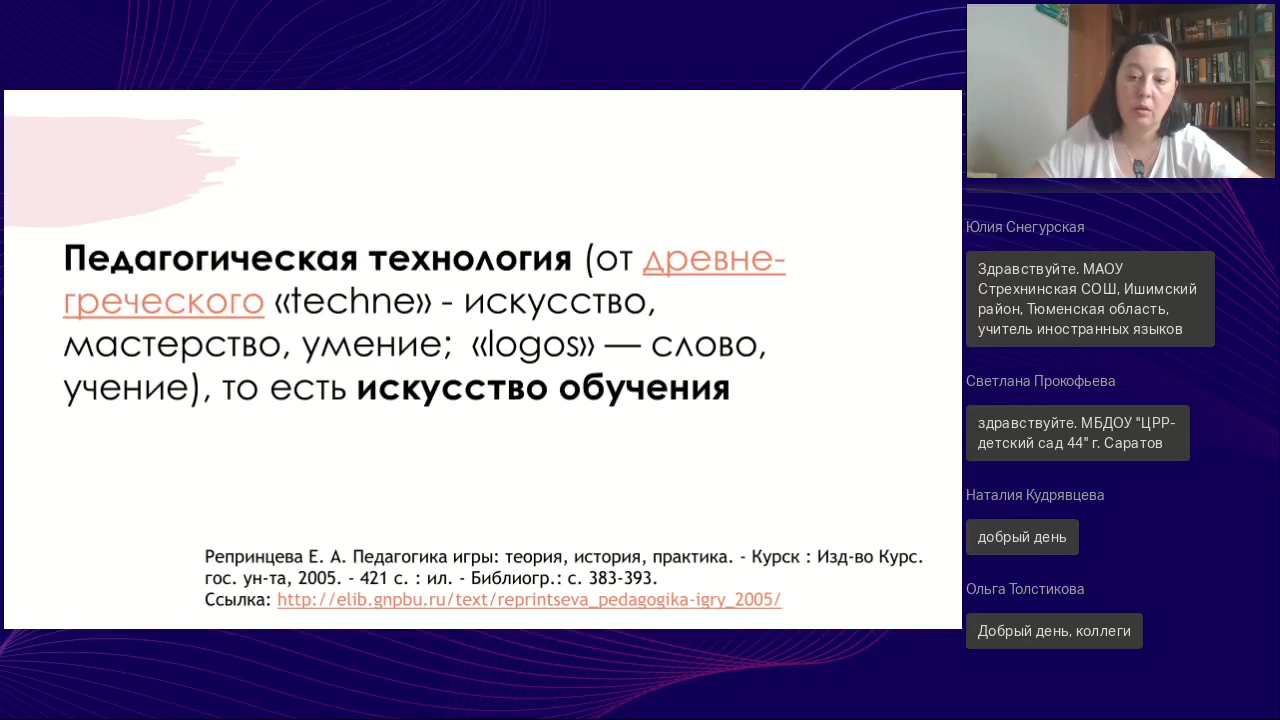 Педагогическая технология (от древне-
греческого «techne» - искусство,
мастерство, умение;  «logos» — слово,
учение), то есть искусство обучения
Репринцева Е. А. Педагогика игры: теория, история, практика. - Курск : Изд-во Курс.
гос. ун-та, 2005. - 421 с. : ил. - Библиогр.: с. 383-393.
Ссылка: http://elib.gnpbu.ru/text/reprintseva_pedagogika-igry_2005/
Юлия Снегурская
Здравствуйте. МАОУ
Стрехнинская СОШ, Ишимский
район, Тюменская область,
учитель иностранных языков
Светлана Прокофьева
здравствуйте. МБДОУ "ЦРР-
детский сад 44" г. Саратов
Наталия Кудрявцева
добрый день
Ольга Толстикова
Добрый день, коллеги